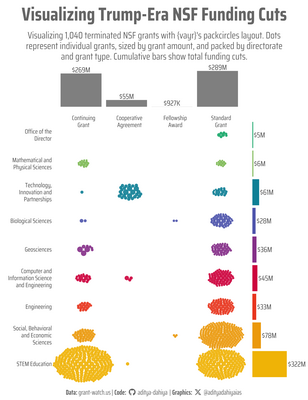 Visualizing Trump-Era NSF Funding Cuts
Visualizing 1,040 terminated NSF grants with {vayr}'s packcircles layout. Dots
represent individual grants, sized by grant amount, and packed by directorate
and grant type. Cumulative bars show total funding cuts.
$269M
$55M
$927K
$289M
Continuing
Grant
Cooperative
Agreement
Fellowship
Award
Standard
Grant
Office of the
Director
$5M
Mathematical and
Physical Sciences
$6M
Technology,
Innovation and
Partnerships
$61M
Biological Sciences
$28M
Geosciences
$36M
Computer and
Information Science
and Engineering
$45M
Engineering
$33M
Social, Behavioral
and Economic
Sciences
$78M
STEM Education
$322M
Data: grant-watch.us | Code: aditya-dahiya | Graphics: @adityadahiyaias